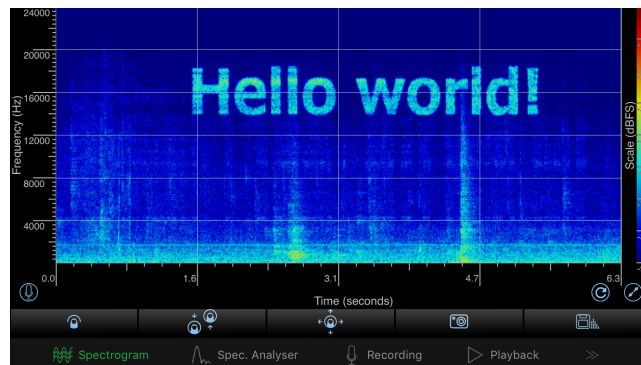 24000
20000
16000
12000
8000
4000
Frequency (Hz)
Hello world!
Scale (dBFS)
0.0 1.6 3.1 4.7 6.3
Time (seconds)
Spectrogram Spec. Analyser Recording Playback >>